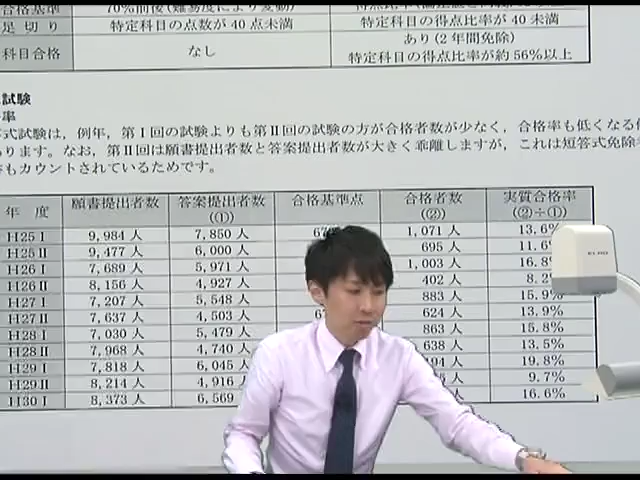 70%前後(難易度により変動)
足切り 特定科目の点数が40点未満 特定科目の得点比率が40未満
科目合格 なし あり(2年間免除)
特定科目の得点比率が約56%以上
試験
率
式試験は，例年，第Ⅰ回の試験よりも第Ⅱ回の試験の方が合格者数が少なく，合格率も低くなる
ります。なお，第Ⅱ回は願書提出者数と答案提出者数が大きく乖離しますが，これは短答式免除
もカウントされているためです。
年 度 願書提出者数 答案提出者数(①) 合格基準点 合格者数(②) 実質合格率(②÷①)
H25Ⅰ 9,984人 7,850人 1,071人 13.6%
H25Ⅱ 9,477人 6,000人 695人 11.6
H26Ⅰ 7,689人 5,971人 1,003人 16.8
H26Ⅱ 8,156人 4,927人 402人 8.2
H27Ⅰ 7,207人 5,548人 883人 15.9%
H27Ⅱ 7,637人 4,503人 624人 13.9%
H28Ⅰ 7,030人 5,479人 863人 15.8%
H28Ⅱ 7,968人 4,740人 638人 13.5%
H29Ⅰ 7,818人 6,045人 94人 19.8%
H29Ⅱ 8,214人 4,916人 人 9.7%
H30Ⅰ 8,373人 6,569 人 16.6%
ELMO